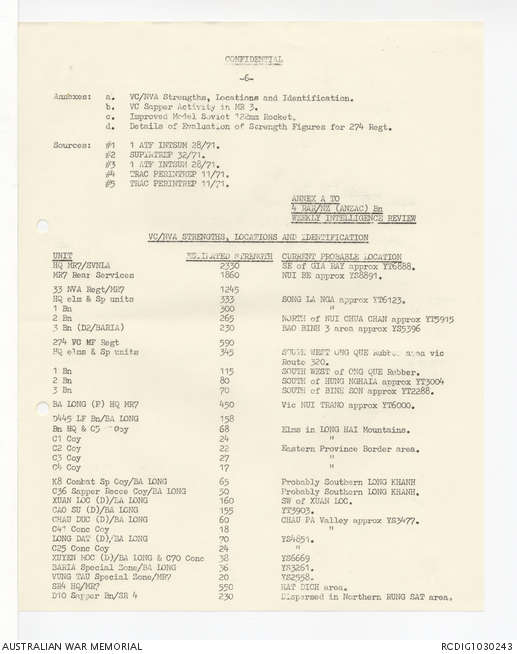 CONFIDENTIAL
-6-
Annexes: a. VC/NVA Strengths, Locations and Identification.
b. VC Sapper Activity in MR 3.
c. Improved Model Soviet 122mm Rocket.
d. Details of Evaluation of Strength Figures for 274 Regt.
Sources: #1 1 ATF INTSUM 28/71.
#2 SUPINTREP 32/71.
#3 1 ATF INTSUM 28/71.
#4 TRAC PERINTREP 11/71.
#5 TRAC PERINTREP 11/71.
ANNEX A TO
4 RAR/NZ (ANZAC) Bn
WEEKLY INTELLIGENCE REVIEW
VC/NVA STRENGTHS, LOCATIONS AND IDENTIFICATION
UNIT ESTIMATED STRENGTH CURRENT PROBABLE LOCATION
HQ MR7/SVNLA 2330 SE of GIA RAY approx YT6888.
MR7 Rear Services 1860 NUI BE approx YS8891.
33 NVA Regt/MR7 1245
HQ elm & Sp units 333 SONG LA NGA approx YT6123.
1 Bn 300 "
2 Bn 265 NORTH of NUI CHUA CHAN approx YT5915
3 Bn (D2/BARIA) 230 BAO BINH 3 area approx YS5396
274 VC MF Regt 590
HQ elms & Sp units 345 SOUTH WEST ONG QUE Rubber area vic
Route 320.
1 Bn 115 SOUTH WEST of ONG QUE Rubber.
2 Bn 80 SOUTH of HUNG NGHAIA approx YT3004
3 Bn 70 SOUTH of BINH SON approx YT2288.
BA LONG (P) HQ MR7 450 Vic NUI TRANO approx YT6000.
D445 LF Bn/BA LONG 158
Bn HQ & C5 Coy 68 Elms in LONG HAI Mountains.
C1 Coy 24 "
C2 Coy 22 Eastern Province Border area.
C3 Coy 27 "
C4 Coy 17 "
K8 Combat Sp Coy/BA LONG 65 Probably Southern LONG KHANH
C36 Sapper Recce Coy/BA LONG 50 Probably Southern LONG KHANH.
XUAN LOC (D)/BA LONG 160 SW of XUAN LOC.
CAO SU (D)/BA LONG 155 YT3903.
CHAU DUC (D)/BA LONG 60 CHAU PA Valley approx YS3477.
C41 Conc Coy 18 "
LONG DAT (D)/BA LONG 70 YS4851.
C25 Conc Coy 24 "
XUYEN MOC (D)/BA LONG & C70 Conc 38 YS6669
BARIA Special Zone/BA LONG 36 YS3261.
VUNG TAU Special Zone/MR7 20 YS2558.
SR4 HQ/MR7 550 HAT DICH area.
D10 Sapper Bn/SR 4 230 Dispersed in Northern RUNG SAT area.
AUSTRALIAN WAR MEMORIAL RCDIG1030243